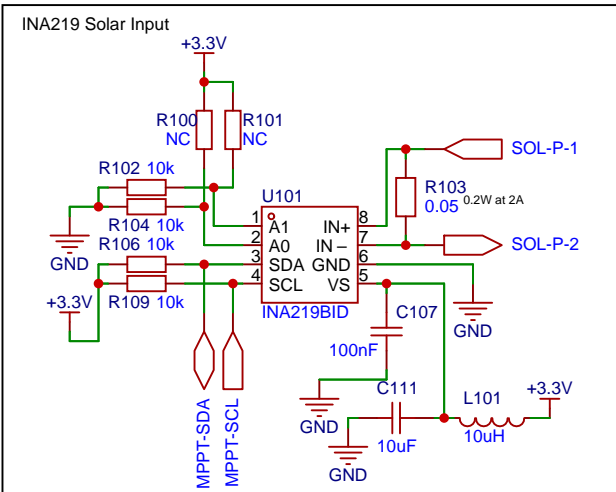 INA219 Solar Input
+3.3V
R100 R101
NC NC
SOL-P-1
R102 10k
U101
R103 0.2W at 2A
0.05
1 A1 IN+ 8
R104 10k
2 A0 IN− 7
SOL-P-2
R106 10k
3 SDA GND 6
GND
4 SCL VS 5
R109 10k
INA219BID
+3.3V
C107
GND
100nF
MPPT-SDA
MPPT-SCL
C111
L101
+3.3V
GND
10uF
10uH
GND